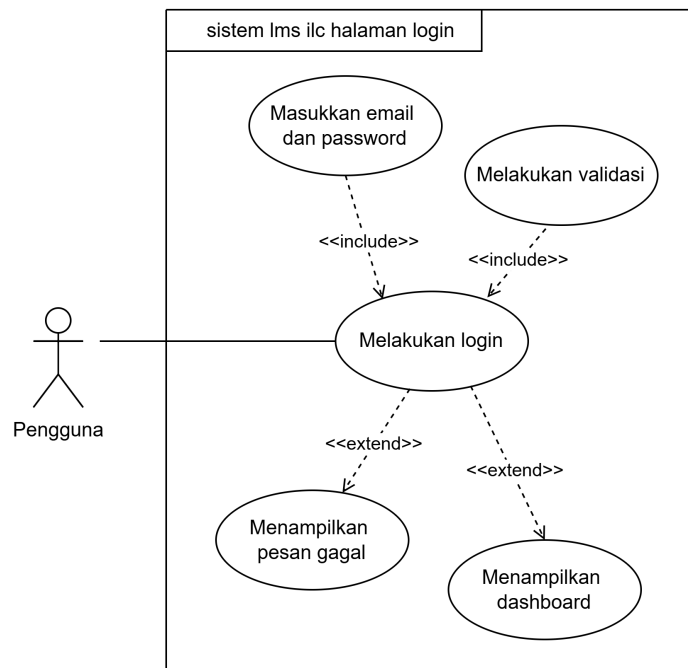 sistem lms ilc halaman login
Masukkan email
dan password
Melakukan validasi
<<include>>
<<include>>
Melakukan login
Pengguna
<<extend>>
<<extend>>
Menampilkan
pesan gagal
Menampilkan
dashboard